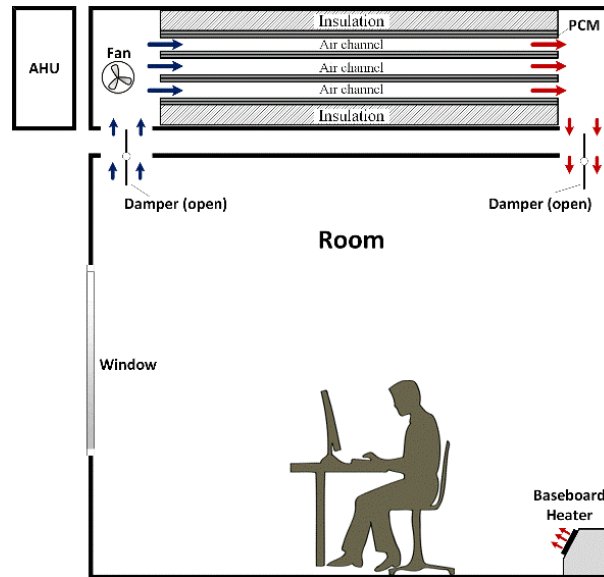 Insulation
PCM
AHU
Fan
Air channel
Air channel
Air channel
Insulation
Damper (open)
Damper (open)
Room
Window
Baseboard
Heater